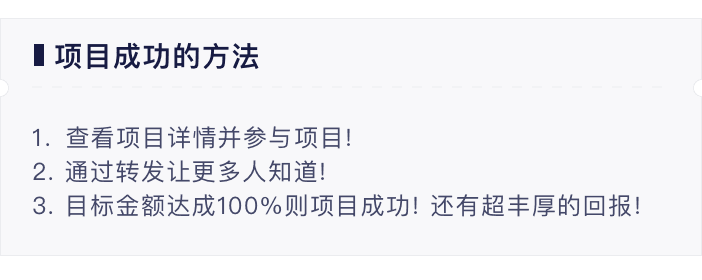 项目成功的方法
1. 查看项目详情并参与项目!
2. 通过转发让更多人知道!
3. 目标金额达成100%则项目成功! 还有超丰厚的回报!